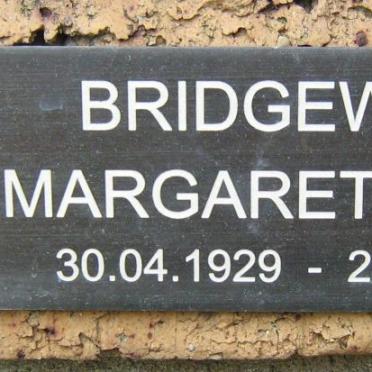 BRIDGEW
MARGARET
30.04.1929 - 2